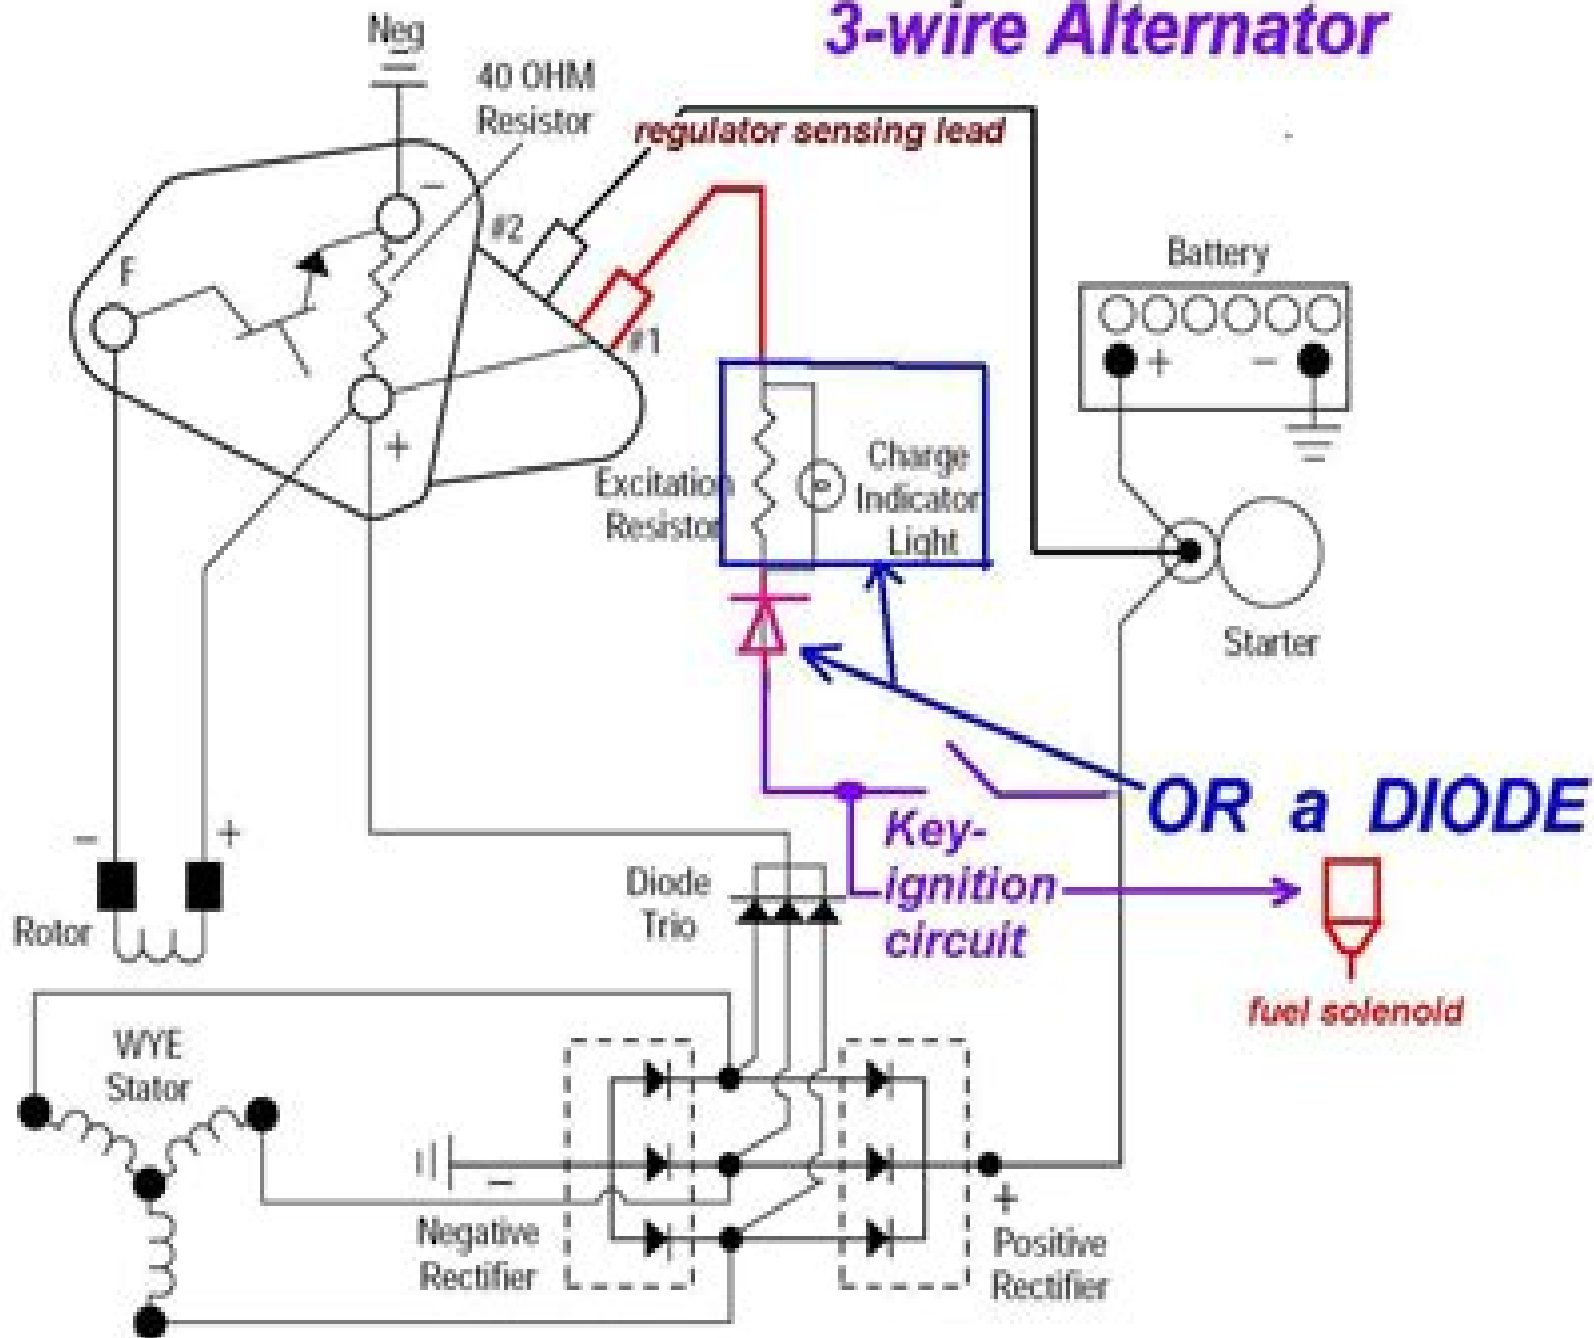 3-wire Alternator
Neg
40 OHM
Resistor
regulator sensing lead
−
#2
F
#1
Battery
+ −
+
Excitation
Resistor
Charge
Indicator
Light
Starter
OR a DIODE
Key-
ignition
circuit
− +
Rotor
Diode
Trio
fuel solenoid
WYE
Stator
−
+
Negative
Rectifier
Positive
Rectifier